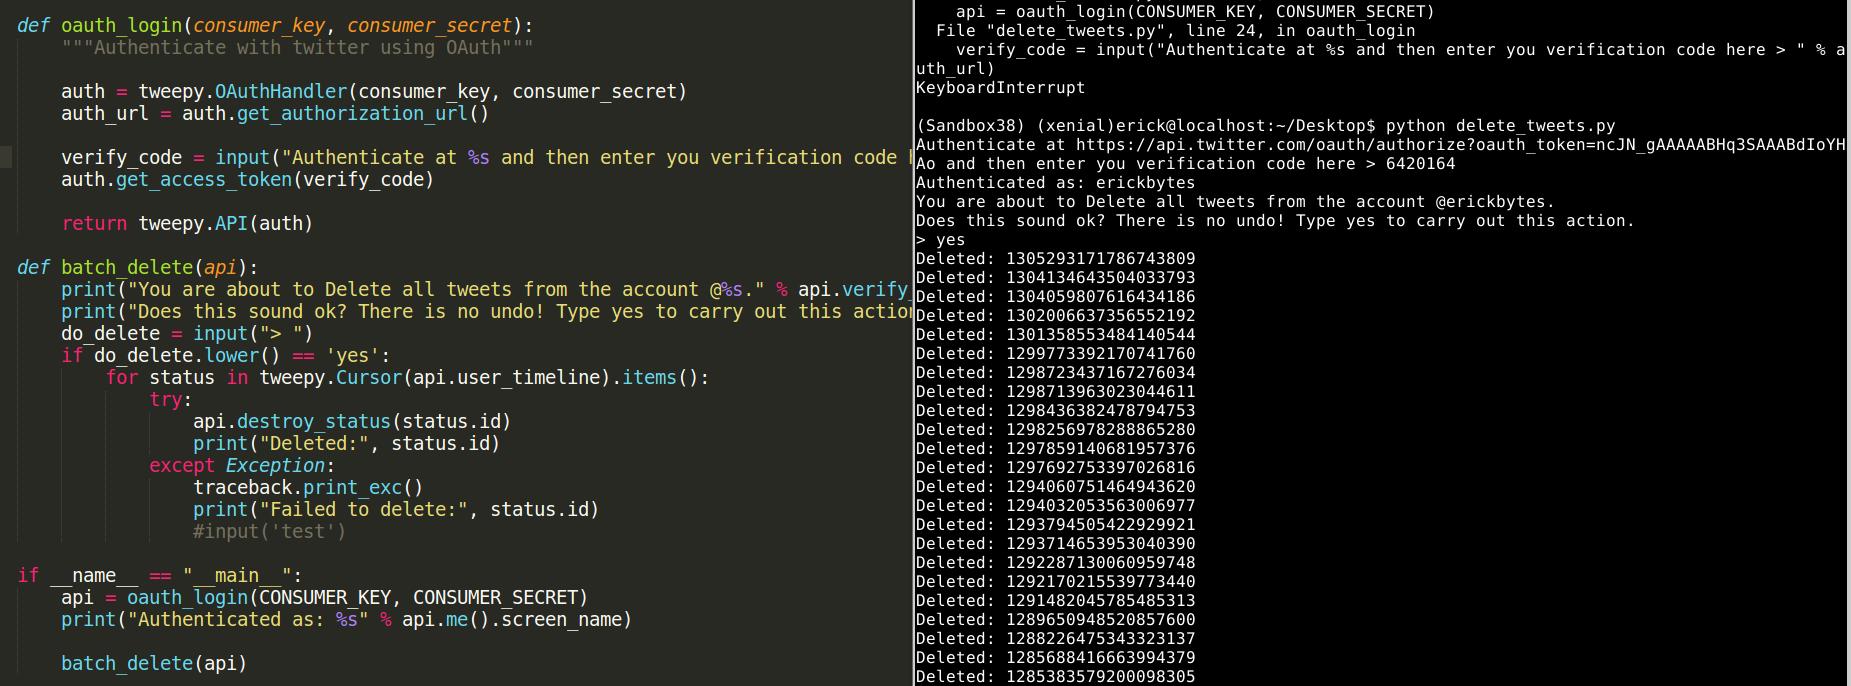 def oauth_login(consumer_key, consumer_secret):
"""Authenticate with twitter using OAuth"""
auth = tweepy.OAuthHandler(consumer_key, consumer_secret)
auth_url = auth.get_authorization_url()
verify_code = input("Authenticate at %s and then enter you verification code
auth.get_access_token(verify_code)
return tweepy.API(auth)
def batch_delete(api):
print("You are about to Delete all tweets from the account @%s." % api.verify_
print("Does this sound ok? There is no undo! Type yes to carry out this action
do_delete = input("> ")
if do_delete.lower() == 'yes':
for status in tweepy.Cursor(api.user_timeline).items():
try:
api.destroy_status(status.id)
print("Deleted:", status.id)
except Exception:
traceback.print_exc()
print("Failed to delete:", status.id)
#input('test')
if __name__ == "__main__":
api = oauth_login(CONSUMER_KEY, CONSUMER_SECRET)
print("Authenticated as: %s" % api.me().screen_name)
batch_delete(api)
api = oauth_login(CONSUMER_KEY, CONSUMER_SECRET)
File "delete_tweets.py", line 24, in oauth_login
verify_code = input("Authenticate at %s and then enter you verification code here > " % a
uth_url)
KeyboardInterrupt
(Sandbox38) (xenial)erick@localhost:~/Desktop$ python delete_tweets.py
Authenticate at https://api.twitter.com/oauth/authorize?oauth_token=ncJN_gAAAAABHq3SAAABdIoYH
Ao and then enter you verification code here > 6420164
Authenticated as: erickbytes
You are about to Delete all tweets from the account @erickbytes.
Does this sound ok? There is no undo! Type yes to carry out this action.
> yes
Deleted: 1305293171786743809
Deleted: 1304134643504033793
Deleted: 1304059807616434186
Deleted: 1302006637356552192
Deleted: 1301358553484140544
Deleted: 1299773392170741760
Deleted: 1298723437167276034
Deleted: 1298713963023044611
Deleted: 1298436382478794753
Deleted: 1298256978288865280
Deleted: 1297859140681957376
Deleted: 1297692753397026816
Deleted: 1294060751464943620
Deleted: 1294032053563006977
Deleted: 1293794505422929921
Deleted: 1293714653953040390
Deleted: 1292287130060959748
Deleted: 1292170215539773440
Deleted: 1291482045785485313
Deleted: 1289650948520857600
Deleted: 1288226475343323137
Deleted: 1285688416663994379
Deleted: 1285383579200098305